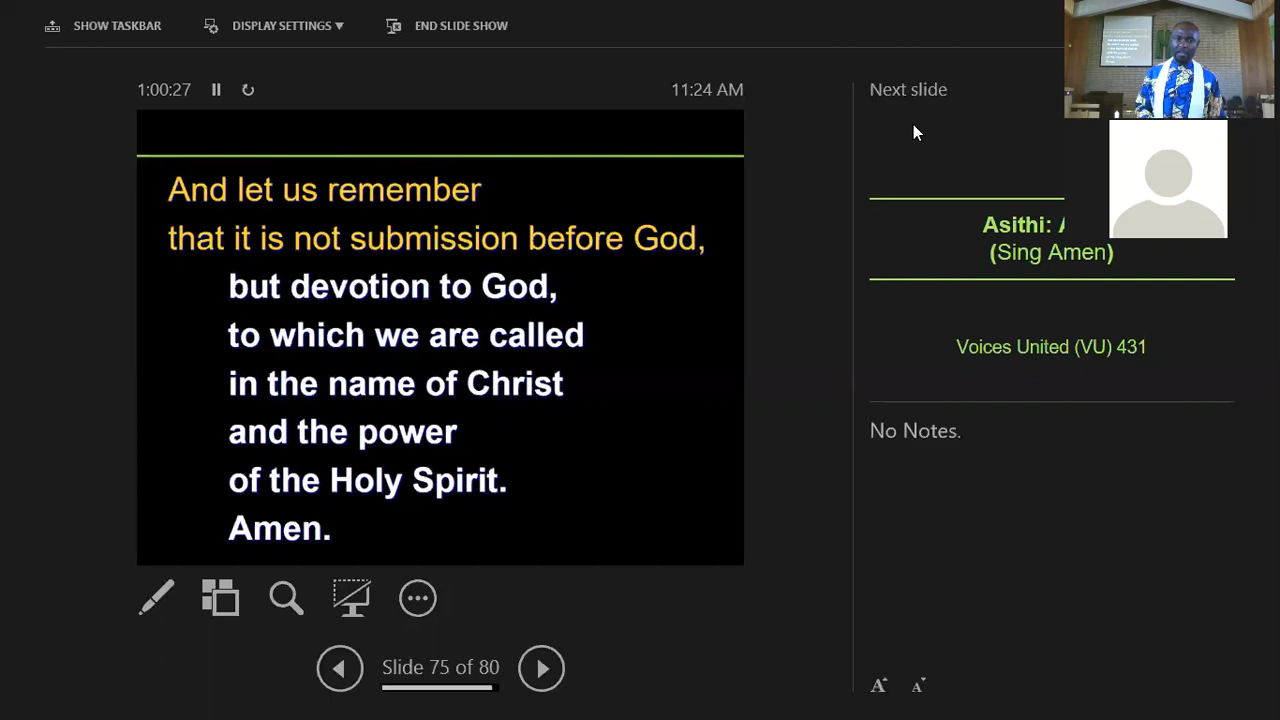 SHOW TASKBAR DISPLAY SETTINGS ▼ END SLIDE SHOW
1:00:27 11:24 AM
And let us remember
that it is not submission before God,
but devotion to God,
to which we are called
in the name of Christ
and the power
of the Holy Spirit.
Amen.
Slide 75 of 80
Next slide
Asithi:
(Sing Amen)
Voices United (VU) 431
No Notes.
A A